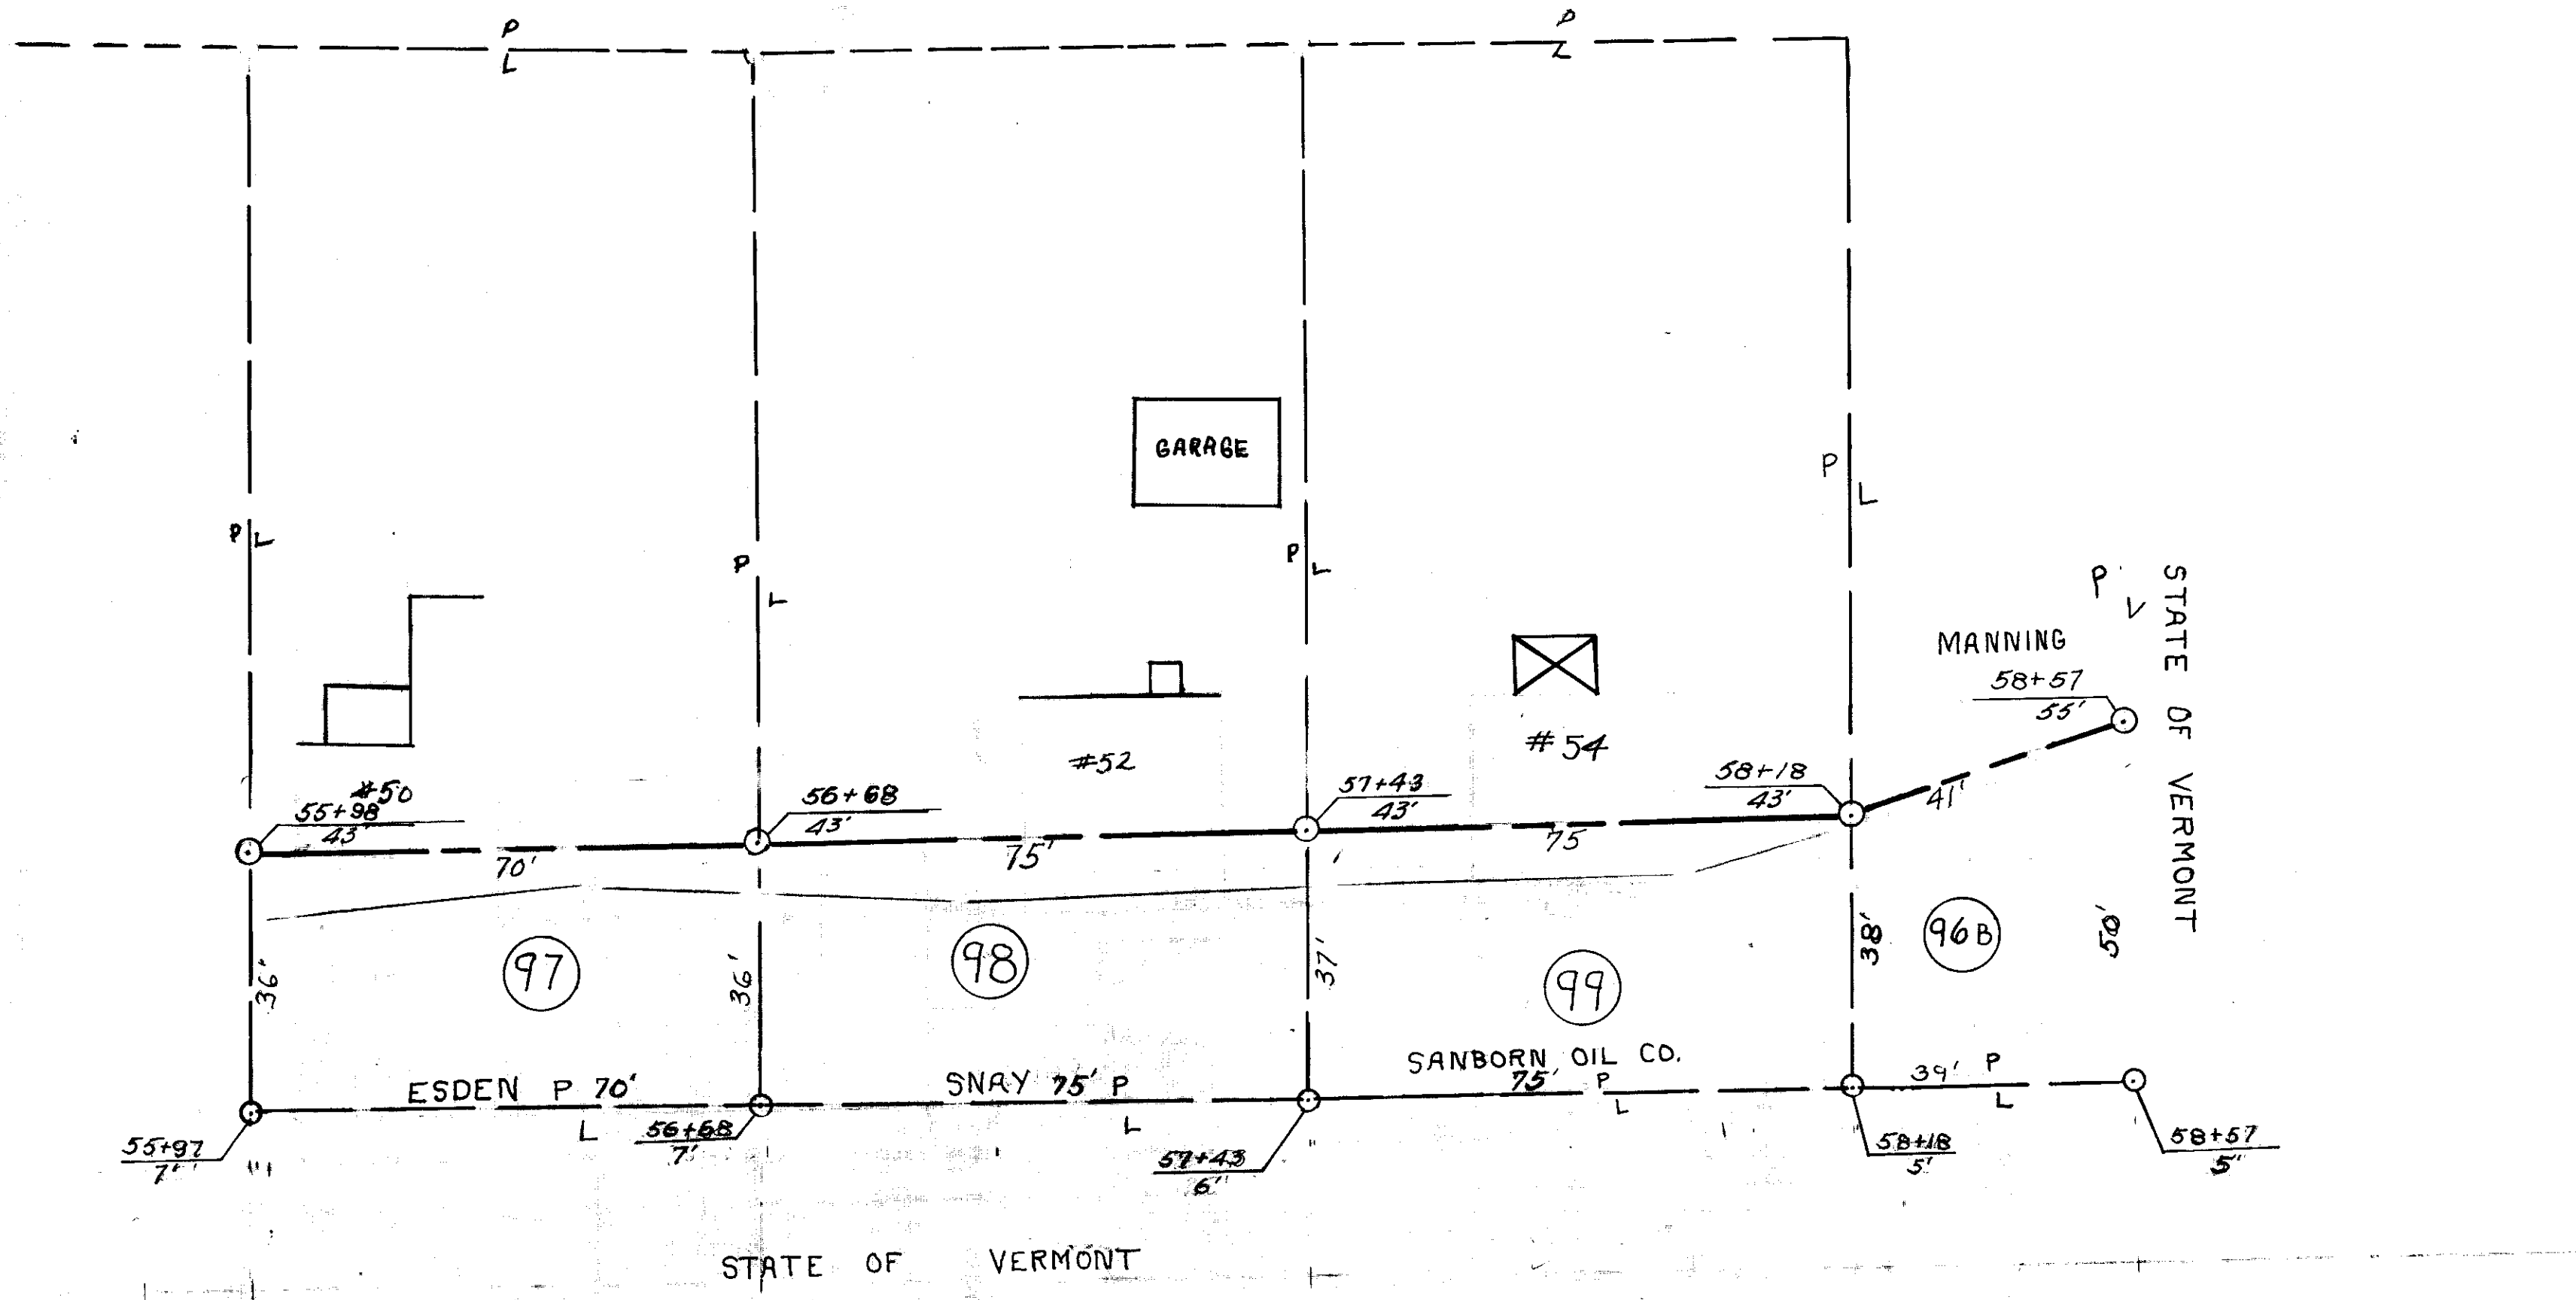 P
L
P
L
GARAGE
P
L
P
L
P
L
P
L
P
L
STATE OF VERMONT
MANNING
58+57
55'
#54
#52
#50
55+98
43'
56+68
43'
57+43
43'
58+18
43'
70'
75'
75
41'
36'
97
36'
98
37'
99
38'
96B
50'
ESDEN P 70'
L
SNAY 75' P
L
SANBORN OIL CO.
75' P
L
39' P
L
55+97
7'
56+68
7'
57+43
6'
58+18
5'
58+57
5'
STATE OF VERMONT